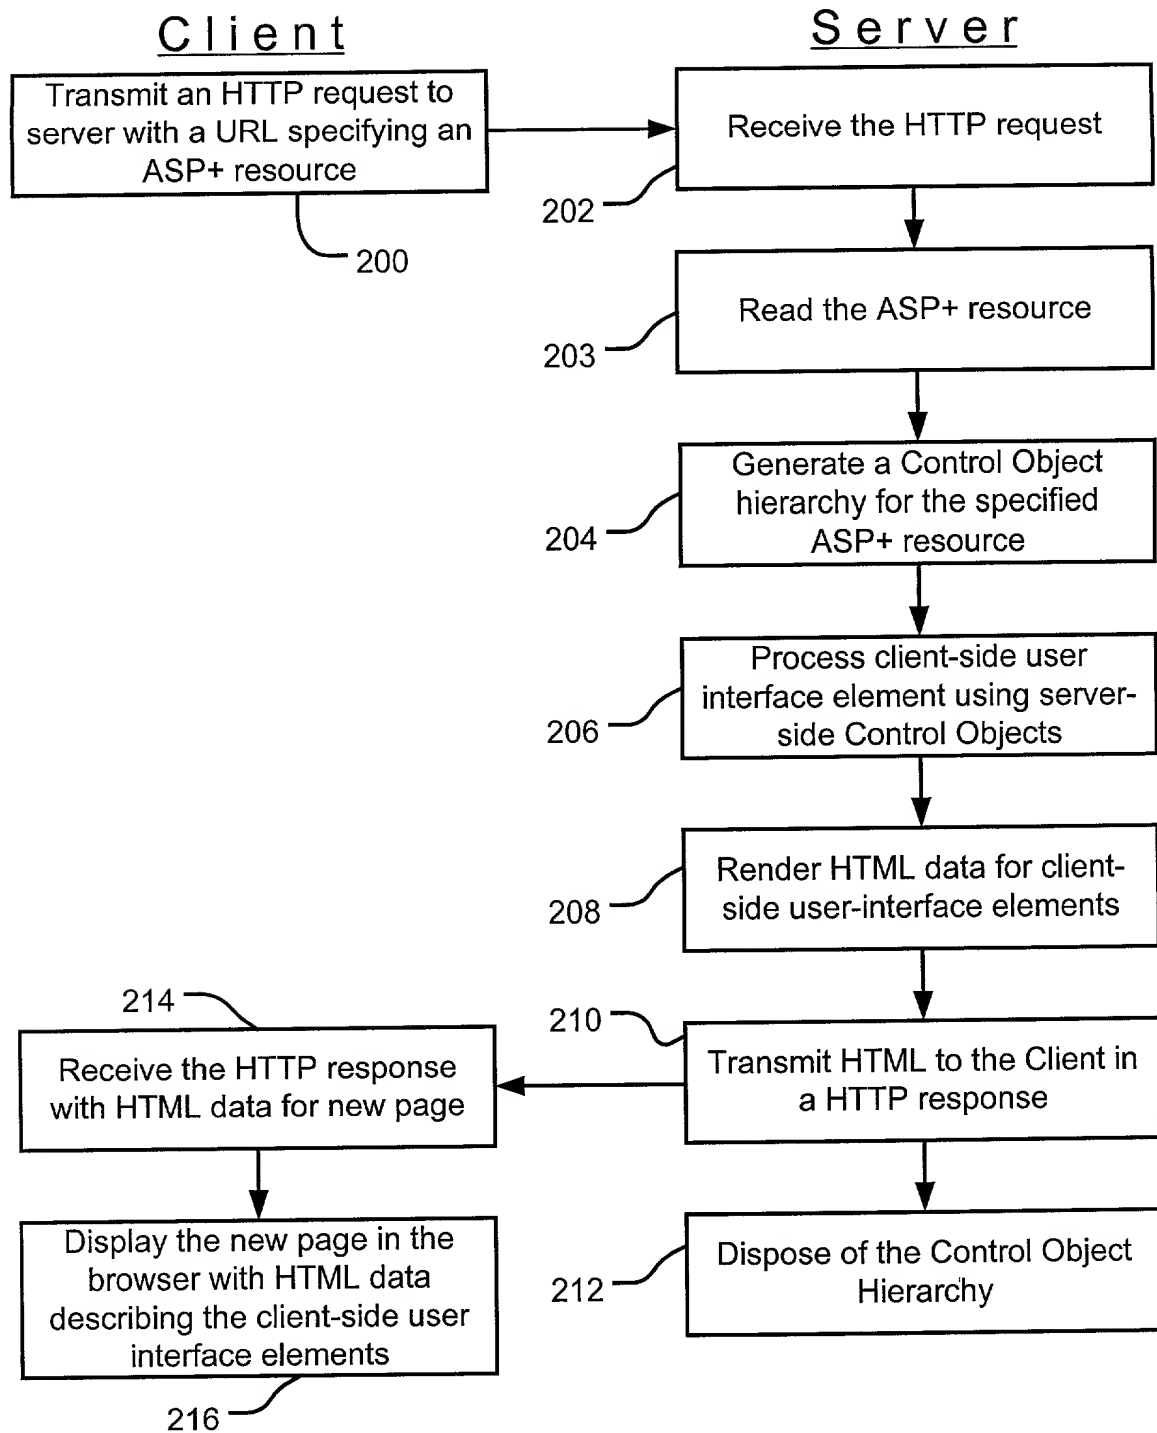 Client
Server
Transmit an HTTP request to
server with a URL specifying an
ASP+ resource
200
Receive the HTTP request
202
Read the ASP+ resource
203
Generate a Control Object
hierarchy for the specified
ASP+ resource
204
Process client-side user
interface element using server-
side Control Objects
206
Render HTML data for client-
side user-interface elements
208
Transmit HTML to the Client in
a HTTP response
210
Dispose of the Control Object
Hierarchy
212
214
Receive the HTTP response
with HTML data for new page
Display the new page in the
browser with HTML data
describing the client-side user
interface elements
216